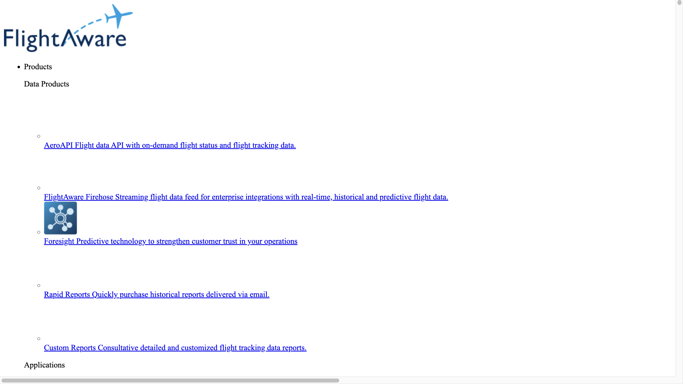 FlightAware
Products
Data Products
AeroAPI Flight data API with on-demand flight status and flight tracking data.
FlightAware Firehose Streaming flight data feed for enterprise integrations with real-time, historical and predictive flight data.
Foresight Predictive technology to strengthen customer trust in your operations
Rapid Reports Quickly purchase historical reports delivered via email.
Custom Reports Consultative detailed and customized flight tracking data reports.
Applications